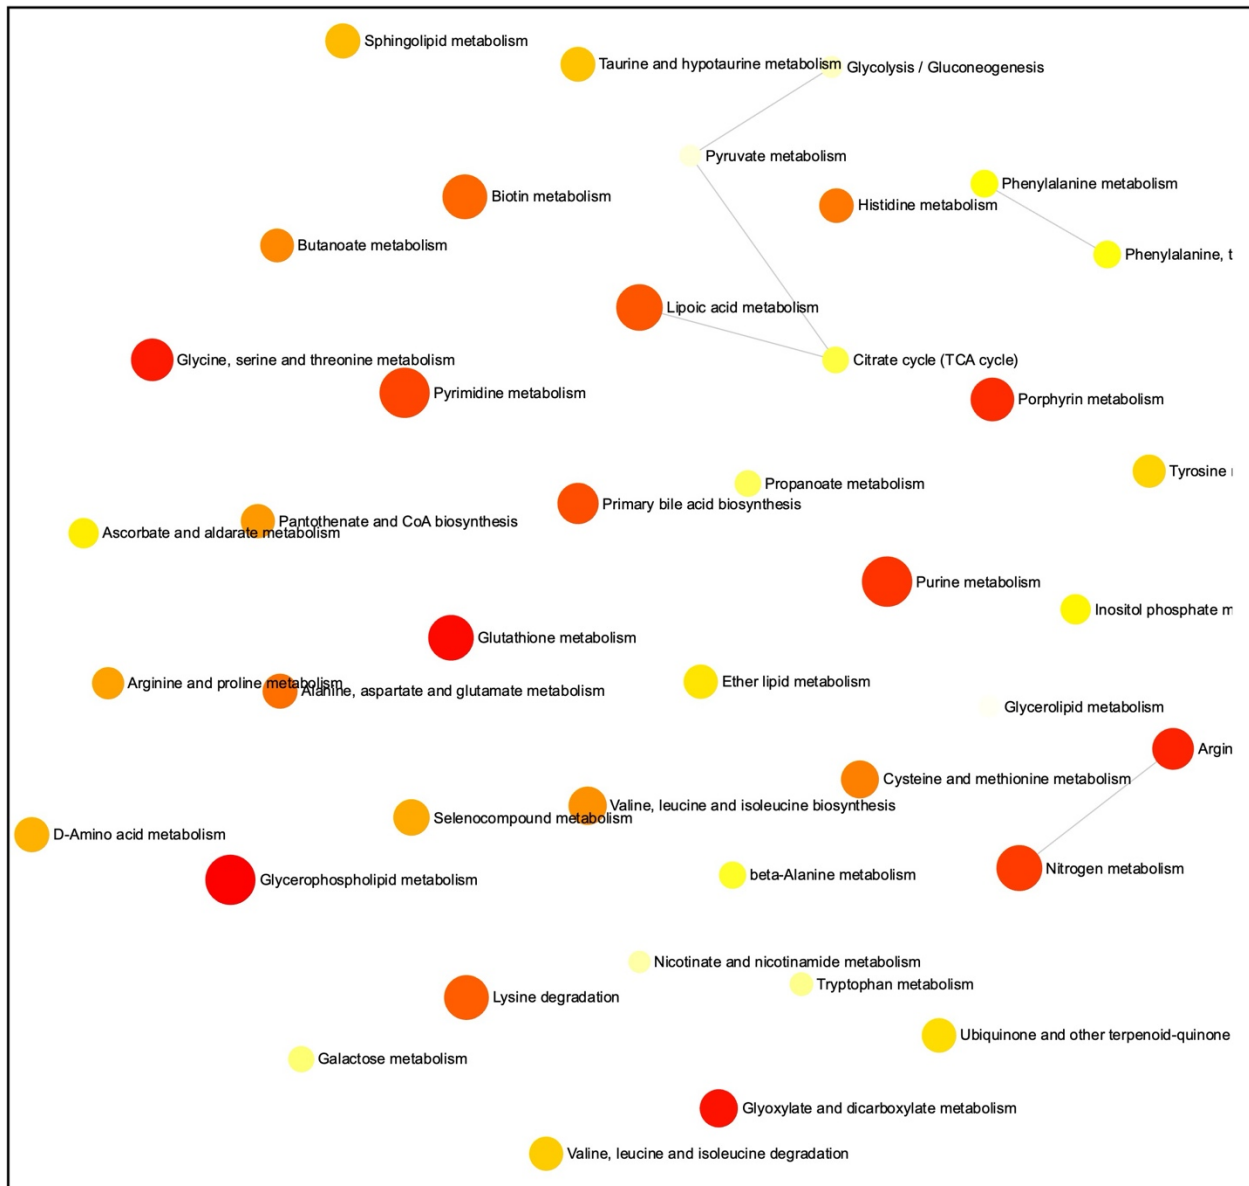 Sphingolipid metabolism
Taurine and hypotaurine metabolism
Glycolysis / Gluconeogenesis
Pyruvate metabolism
Phenylalanine metabolism
Biotin metabolism
Histidine metabolism
Butanoate metabolism
Phenylalanine, t
Lipoic acid metabolism
Glycine, serine and threonine metabolism
Citrate cycle (TCA cycle)
Pyrimidine metabolism
Porphyrin metabolism
Tyrosine
Propanoate metabolism
Primary bile acid biosynthesis
Pantothenate and CoA biosynthesis
Ascorbate and aldarate metabolism
Purine metabolism
Inositol phosphate m
Glutathione metabolism
Ether lipid metabolism
Arginine and proline metabolism
Alanine, aspartate and glutamate metabolism
Glycerolipid metabolism
Argin
Cysteine and methionine metabolism
Valine, leucine and isoleucine biosynthesis
Selenocompound metabolism
D-Amino acid metabolism
Nitrogen metabolism
beta-Alanine metabolism
Glycerophospholipid metabolism
Nicotinate and nicotinamide metabolism
Tryptophan metabolism
Lysine degradation
Ubiquinone and other terpenoid-quinone
Galactose metabolism
Glyoxylate and dicarboxylate metabolism
Valine, leucine and isoleucine degradation